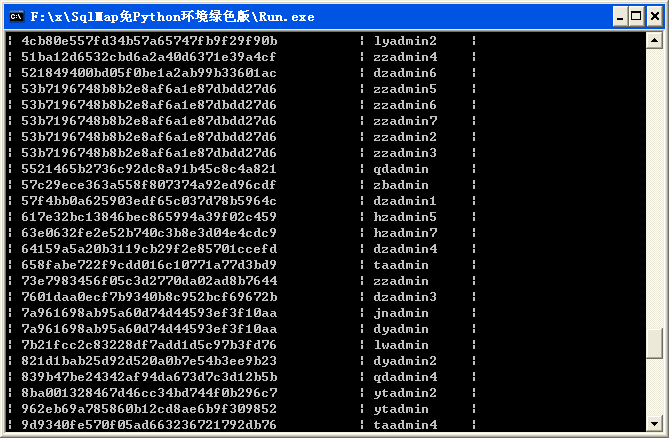 F:\x\SqlMap免Python环境绿色版\Run.exe
¦ 4cb80e557fd34b57a65747fb9f29f90b ¦ lyadmin2 ¦
¦ 51ba12d6532cbd6a2a40d6371e39a4cf ¦ zzadmin4 ¦
¦ 521849400bd05f0be1a2ab99b33601ac ¦ dzadmin6 ¦
¦ 53b7196748b8b2e8af6a1e87dbdd27d6 ¦ zzadmin5 ¦
¦ 53b7196748b8b2e8af6a1e87dbdd27d6 ¦ zzadmin6 ¦
¦ 53b7196748b8b2e8af6a1e87dbdd27d6 ¦ zzadmin7 ¦
¦ 53b7196748b8b2e8af6a1e87dbdd27d6 ¦ zzadmin2 ¦
¦ 53b7196748b8b2e8af6a1e87dbdd27d6 ¦ zzadmin3 ¦
¦ 5521465b2736c92dc8a91b45c8c4a821 ¦ qdadmin ¦
¦ 57c29ece363a558f807374a92ed96cdf ¦ zbadmin ¦
¦ 57f4bb0a625903edf65c037d78b5964c ¦ dzadmin1 ¦
¦ 617e32bc13846bec865994a39f02c459 ¦ hzadmin5 ¦
¦ 63e0632fe2e52b740c3b8e3d04e4cdc9 ¦ hzadmin7 ¦
¦ 64159a5a20b3119cb29f2e85701ccefd ¦ dzadmin4 ¦
¦ 658fabe722f9cdd016c10771a77d3bd9 ¦ taadmin ¦
¦ 73e7983456f05c3d2770da02ad8b7644 ¦ zzadmin ¦
¦ 7601daa0ecf7b9340b8c952bcf69672b ¦ dzadmin3 ¦
¦ 7a961698ab95a60d74d44593ef3f10aa ¦ jnadmin ¦
¦ 7a961698ab95a60d74d44593ef3f10aa ¦ dyadmin ¦
¦ 7b21fcc2c83228df7add1d5c97b3fd76 ¦ lwadmin ¦
¦ 821d1bab25d92d520a0b7e54b3ee9b23 ¦ dyadmin2 ¦
¦ 839b47be24342af94da673d7c3d12b5b ¦ qdadmin4 ¦
¦ 8ba001328467d46cc34bd744f0b296c7 ¦ ytadmin2 ¦
¦ 962eb69a785860b12cd8ae6b9f309852 ¦ ytadmin ¦
¦ 9d9340fe570f05ad663236721792db76 ¦ taadmin4 ¦